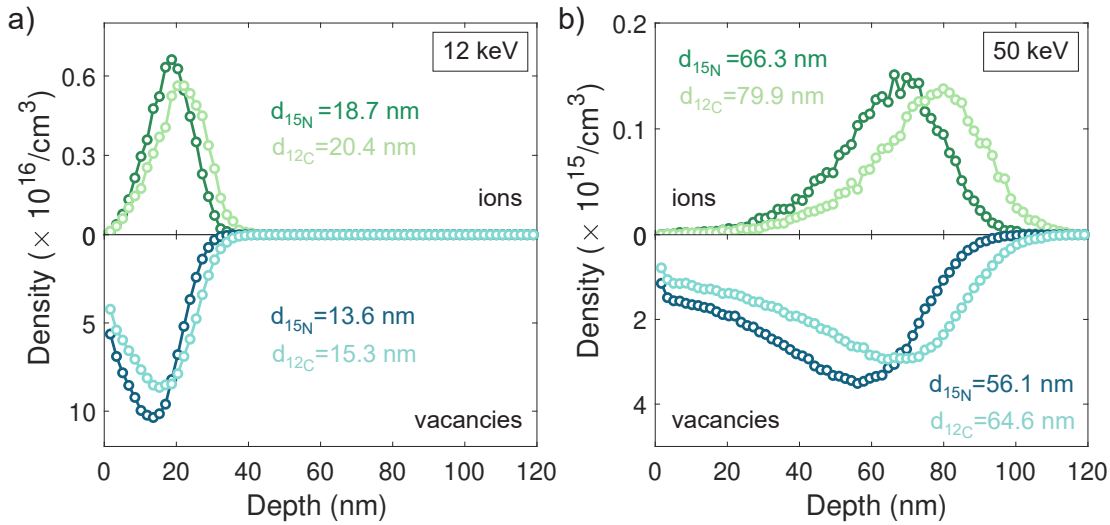 a)
12 keV
0.6
0.3
0
5
10
d15N=18.7 nm
d12C=20.4 nm
ions
d15N=13.6 nm
d12C=15.3 nm
vacancies
Density (× 10^16/cm^3)
0 20 40 60 80 100 120
Depth (nm)
b)
50 keV
0.2
0.1
0
2
4
d15N=66.3 nm
d12C=79.9 nm
ions
d15N=56.1 nm
d12C=64.6 nm
vacancies
Density (× 10^15/cm^3)
0 20 40 60 80 100 120
Depth (nm)